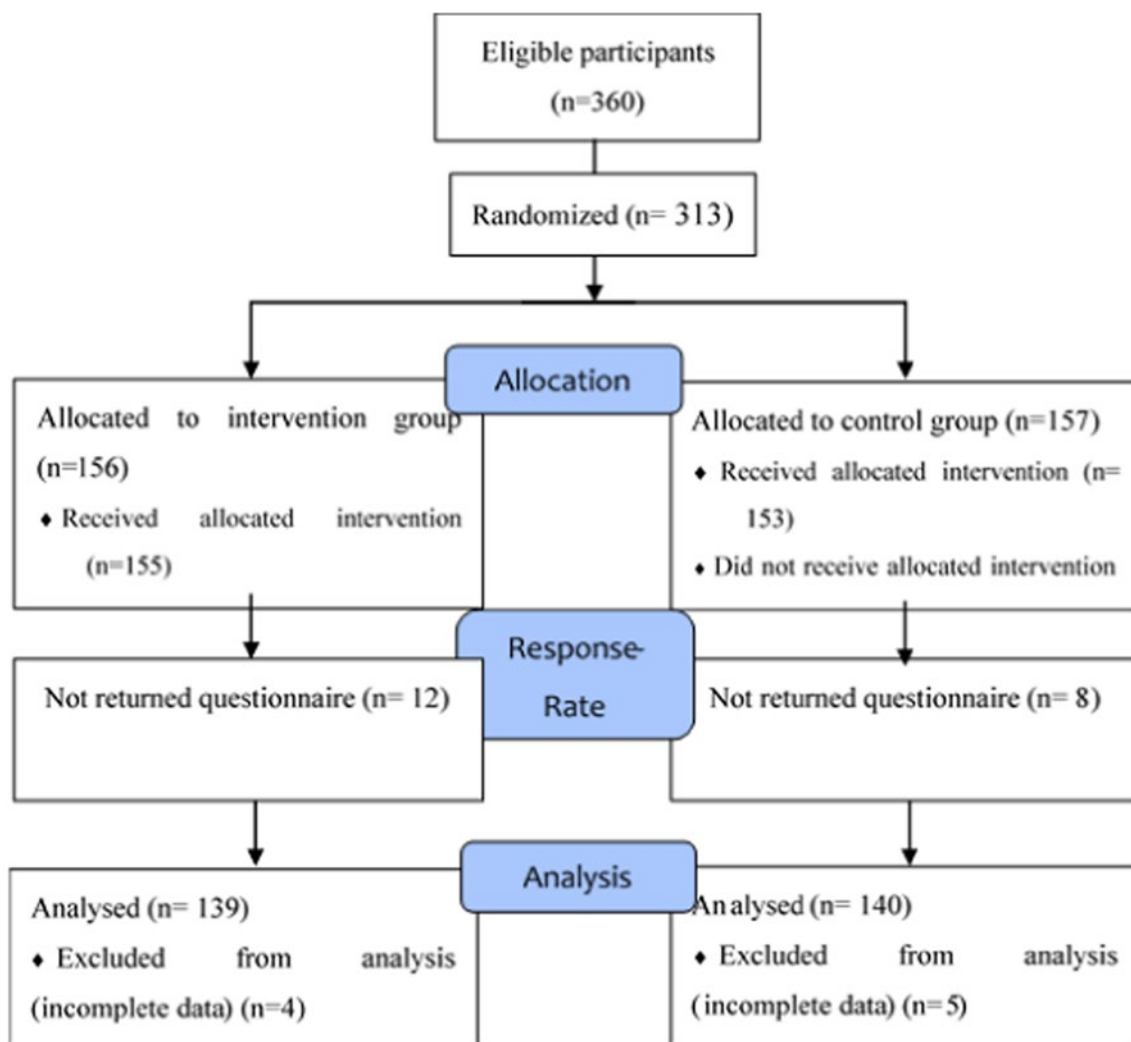 Eligible participants
(n=360)
Randomized (n= 313)
Allocation
Allocated to intervention group
(n=156)
♦ Received allocated intervention
(n=155)
Allocated to control group (n=157)
♦ Received allocated intervention (n=
153)
♦ Did not receive allocated intervention
Response-
Rate
Not returned questionnaire (n= 12)
Not returned questionnaire (n= 8)
Analysis
Analysed (n= 139)
♦ Excluded from analysis
(incomplete data) (n=4)
Analysed (n= 140)
♦ Excluded from analysis
(incomplete data) (n=5)